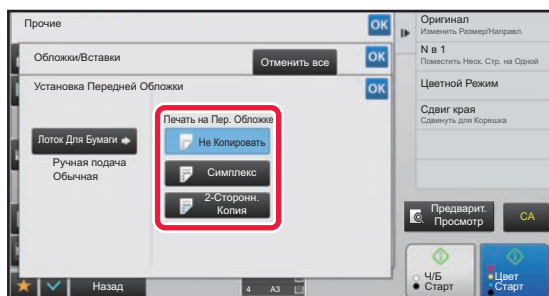 Прочие
OK
Обложки/Вставки
Отменить все
OK
Установка Передней Обложки
OK
Печать на Пер. Обложке
Лоток Для Бумаги
Ручная подача
Обычная
Не Копировать
Симплекс
2-Сторонн.
Копия
Назад
4 A3
Оригинал
Изменить Размер/Направл.
N в 1
Поместить Неск. Стр. на Одной
Цветной Режим
Сдвиг края
Сдвинуть для Корешка
Предварит.
Просмотр
CA
Ч/Б
Старт
Цвет
Старт